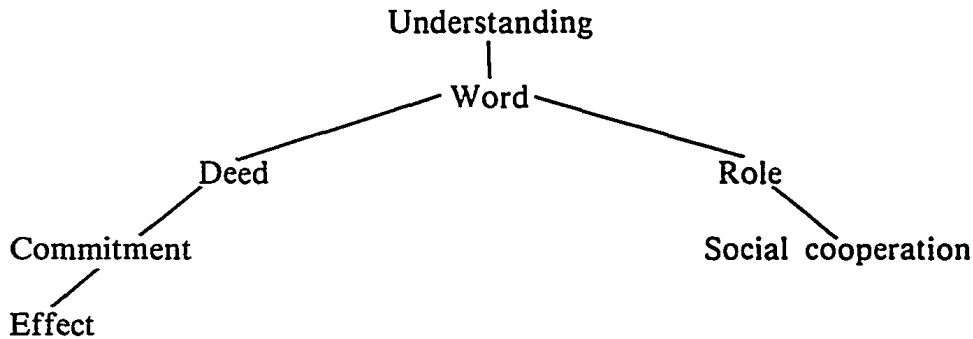 Understanding
Word
Deed Role
Commitment Social cooperation
Effect